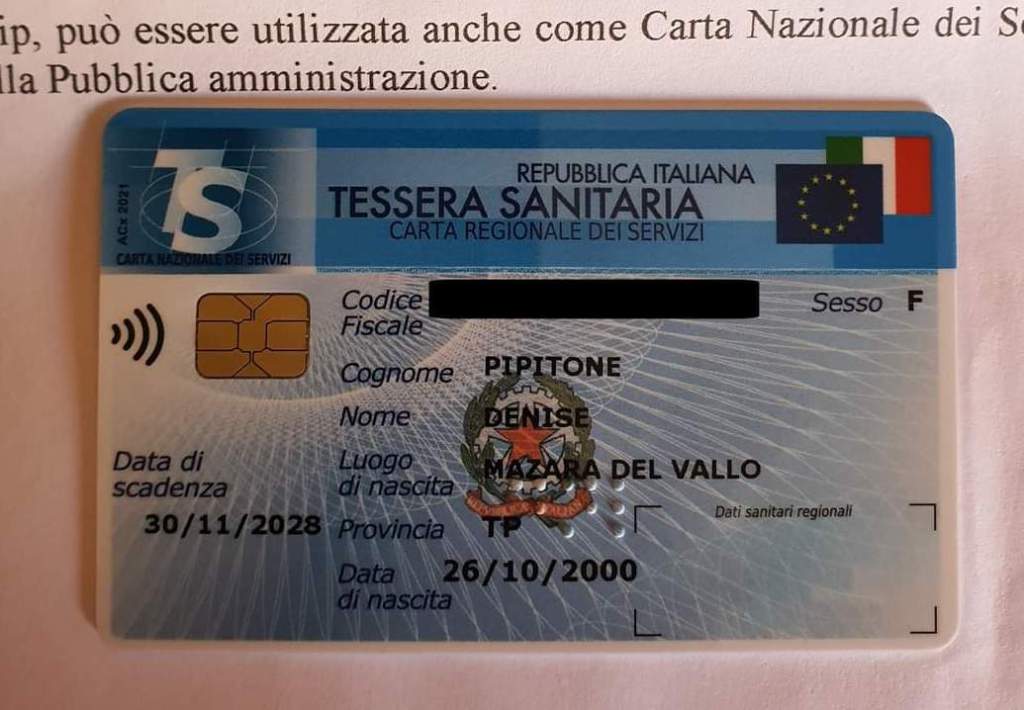 ip, può essere utilizzata anche come Carta Nazionale dei
lla Pubblica amministrazione.
REPUBBLICA ITALIANA
TESSERA SANITARIA
CARTA REGIONALE DEI SERVIZI
TS
ACx 2021
CARTA NAZIONALE DEI SERVIZI
Codice Fiscale
Sesso F
Cognome PIPITONE
Nome DENISE
Luogo di nascita MAZARA DEL VALLO
Data di scadenza
30/11/2028
Provincia TP
Dati sanitari regionali
Data di nascita 26/10/2000